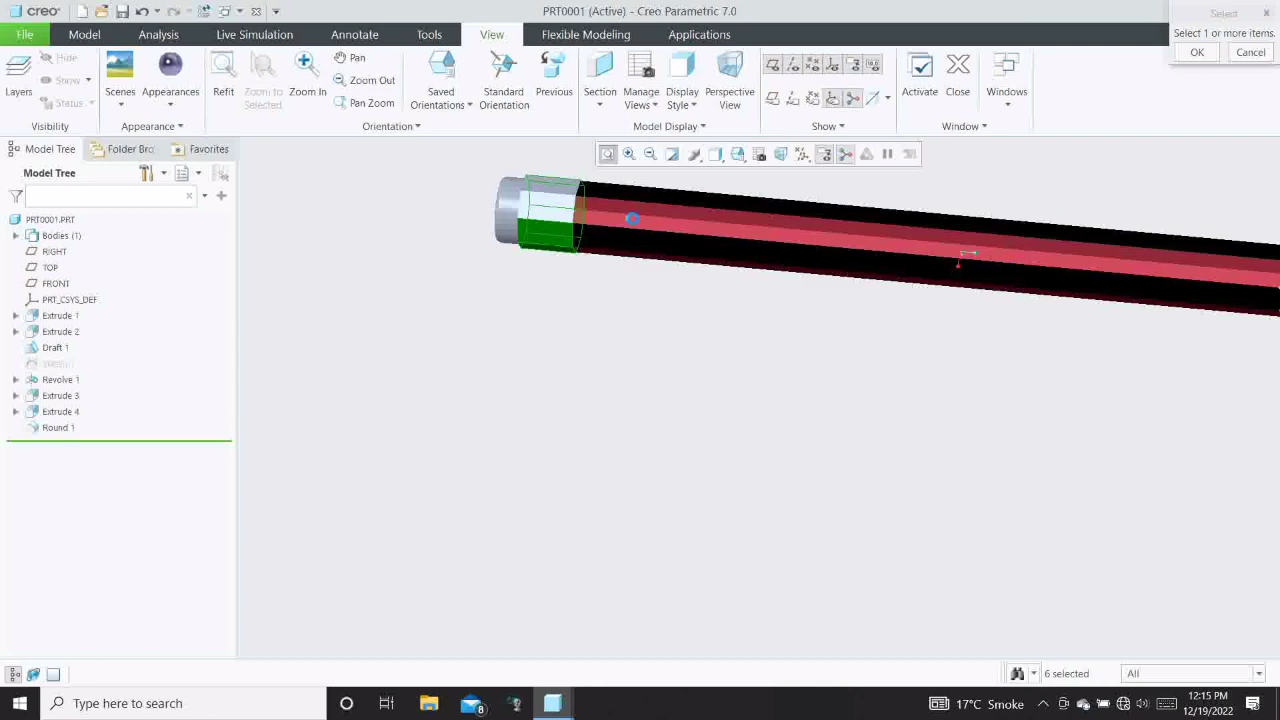 creo
PRT0001 (Active) - Creo Parametric 7.0
Select
Select 1 or more items.
OK
Cancel
File
Model
Analysis
Live Simulation
Annotate
Tools
View
Flexible Modeling
Applications
Layers
Hide
Show
Status
Visibility
Scenes
Appearances
Appearance
Refit
Zoom to Selected
Zoom In
Pan
Zoom Out
Pan Zoom
Saved Orientations
Standard Orientation
Previous
Orientation
Section
Manage Views
Display Style
Perspective View
Model Display
Show
Activate
Close
Windows
Window
Model Tree
Folder Bro
Favorites
Model Tree
PRT0001.PRT
Bodies (1)
RIGHT
TOP
FRONT
PRT_CSYS_DEF
Extrude 1
Extrude 2
Draft 1
Revolve 1
Extrude 3
Extrude 4
Round 1
6 selected
All
Type here to search
8
17°C Smoke
12:15 PM
12/19/2022